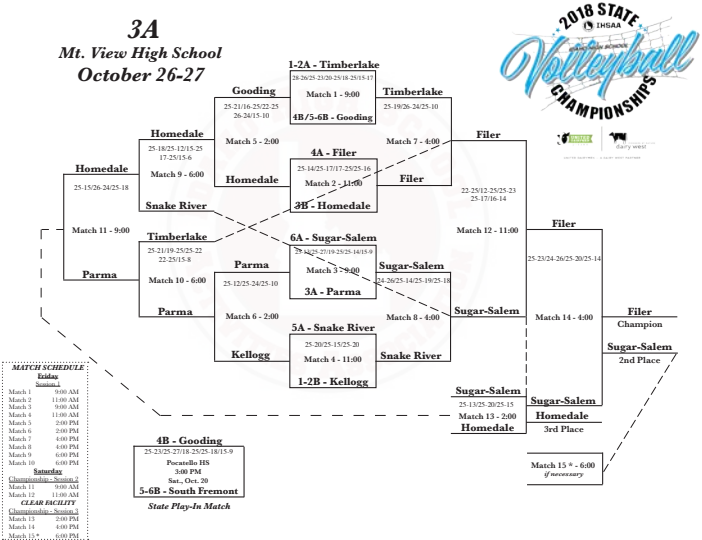 3A
Mt. View High School
October 26-27
2018 STATE
IHSAA
IDAHO HIGH SCHOOL
Volleyball
CHAMPIONSHIPS
dairy west
1-2A - Timberlake
28-26/25-23/20-25/18-25/15-17
Match 1 - 9:00
4B/5-6B - Gooding
Gooding
25-21/16-25/22-25
26-24/15-10
Match 5 - 2:00
Homedale
Timberlake
25-19/26-24/25-10
Match 7 - 4:00
Filer
4A - Filer
25-14/25-17/17-25/25-16
Match 2 - 11:00
3B - Homedale
Homedale
25-18/25-12/15-25
17-25/15-6
Match 9 - 6:00
Snake River
Homedale
25-15/26-24/25-18
Match 11 - 9:00
Parma
Timberlake
25-21/19-25/25-22
22-25/15-8
Match 10 - 6:00
Parma
6A - Sugar-Salem
25-13/25-27/19-25/25-14/15-9
Match 3 - 9:00
3A - Parma
Parma
25-12/25-24/25-10
Match 6 - 2:00
Kellogg
5A - Snake River
25-20/25-15/25-20
Match 4 - 11:00
1-2B - Kellogg
Sugar-Salem
24-26/25-14/25-19/25-18
Match 8 - 4:00
Snake River
Filer
22-25/12-25/25-23
25-17/16-14
Match 12 - 11:00
Sugar-Salem
Filer
25-23/24-26/25-20/25-14
Match 14 - 4:00
Sugar-Salem
Filer
Champion
Sugar-Salem
2nd Place
Sugar-Salem
25-13/25-20/25-15
Match 13 - 2:00
Homedale
Homedale
3rd Place
Match 15 * - 6:00
if necessary
4B - Gooding
25-23/25-27/18-25/25-18/15-9
Pocatello HS
3:00 PM
Sat., Oct. 20
5-6B - South Fremont
State Play-In Match
MATCH SCHEDULE
Friday
Session 1
Match 1 9:00 AM
Match 2 11:00 AM
Match 3 9:00 AM
Match 4 11:00 AM
Match 5 2:00 PM
Match 6 2:00 PM
Match 7 4:00 PM
Match 8 4:00 PM
Match 9 6:00 PM
Match 10 6:00 PM
Saturday
Championship - Session 2
Match 11 9:00 AM
Match 12 11:00 AM
CLEAR FACILITY
Championship - Session 3
Match 13 2:00 PM
Match 14 4:00 PM
Match 15 * 6:00 PM